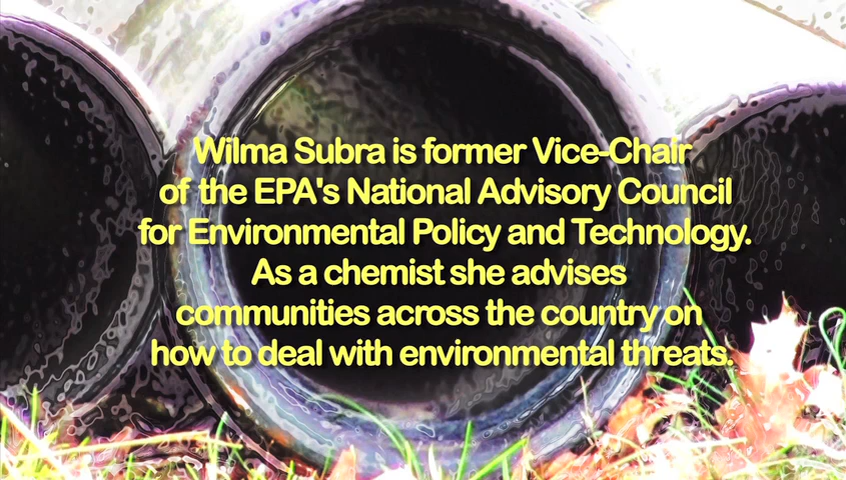 Wilma Subra is former Vice-Chair
of the EPA's National Advisory Council
for Environmental Policy and Technology.
As a chemist she advises
communities across the country on
how to deal with environmental threats.